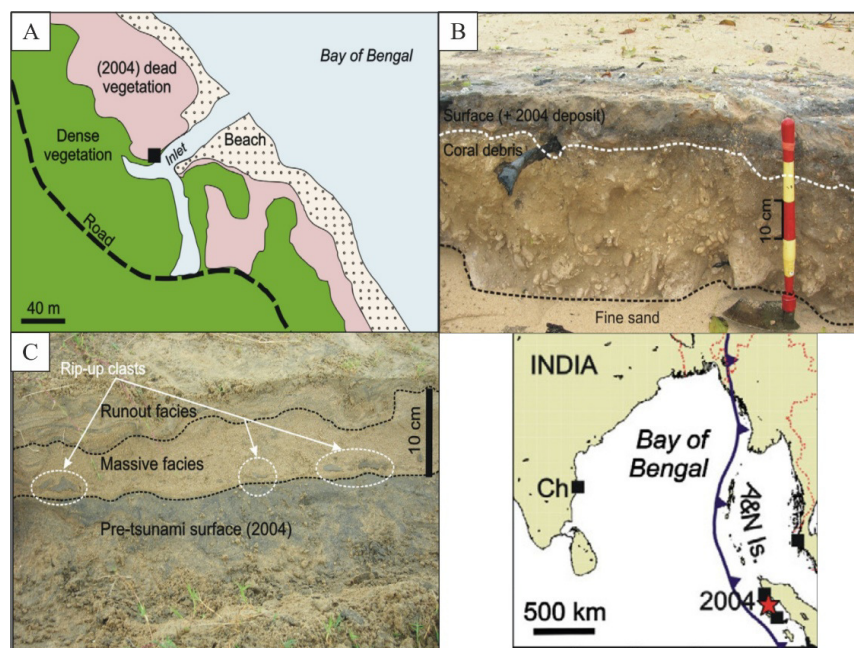 A
(2004) dead
vegetation
Bay of Bengal
Dense
vegetation
Inlet
Beach
Road
40 m
B
Surface (+ 2004 deposit)
Coral debris
10 cm
Fine sand
C
Rip-up clasts
Runout facies
10 cm
Massive facies
Pre-tsunami surface (2004)
INDIA
Bay of
Bengal
Ch
A&N Is.
2004
500 km